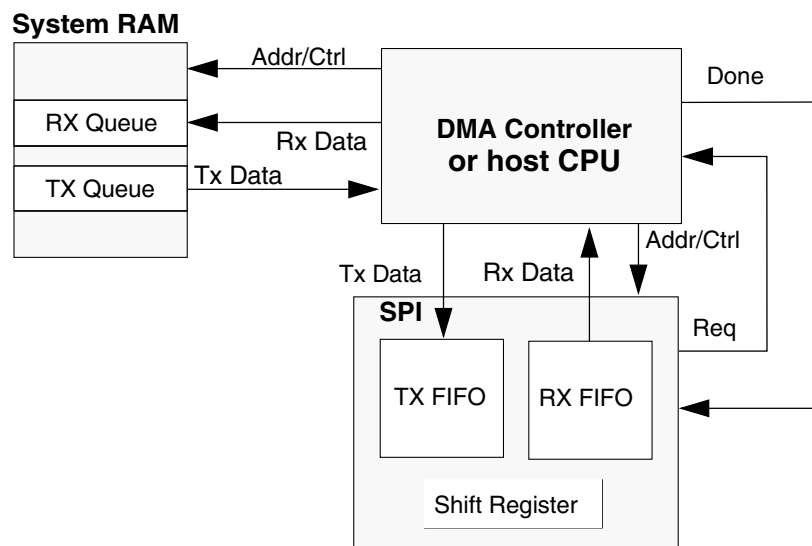 System RAM
Addr/Ctrl
Done
RX Queue
Rx Data
DMA Controller
or host CPU
TX Queue
Tx Data
Addr/Ctrl
Tx Data
Rx Data
SPI
Req
TX FIFO
RX FIFO
Shift Register